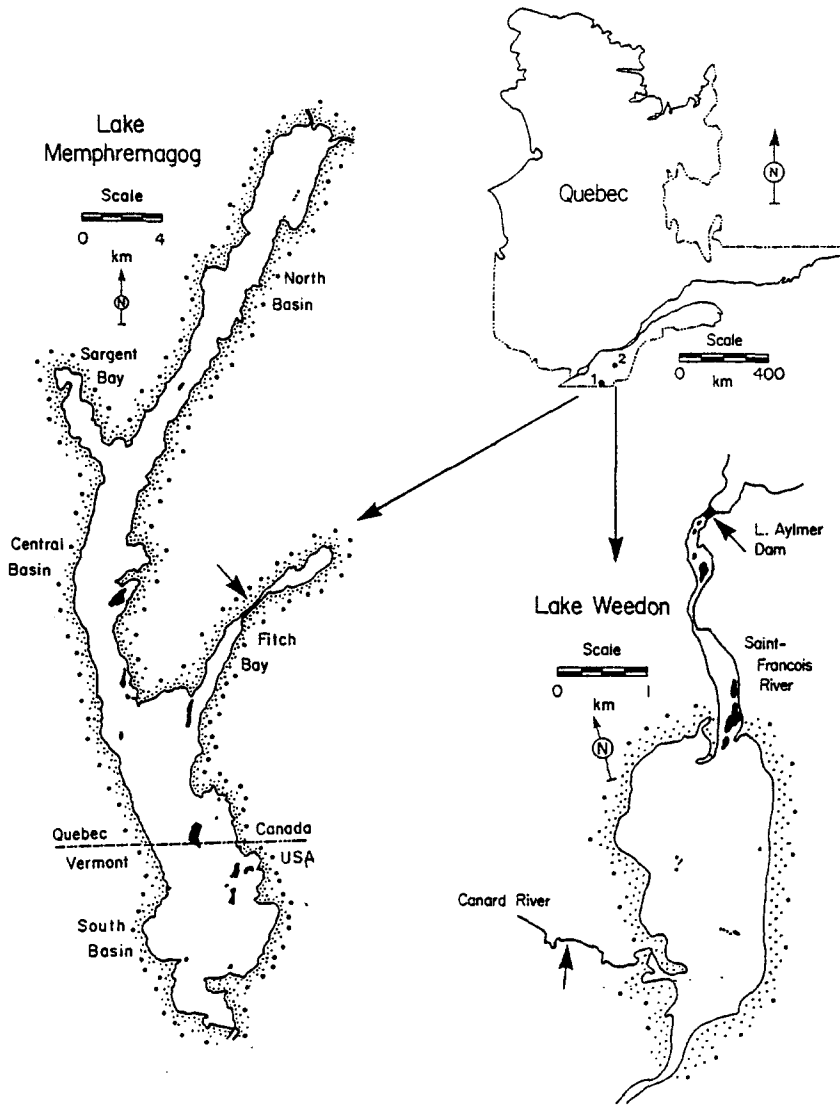 Lake
Memphremagog
Scale
0 4
km
N
North
Basin
Sargent
Bay
Central
Basin
Fitch
Bay
Quebec Canada
Vermont USA
South
Basin
Quebec
N
2
1
Scale
0 400
km
L. Aylmer
Dam
Lake Weedon
Scale
0 1
km
N
Saint-
Francois
River
Canard River